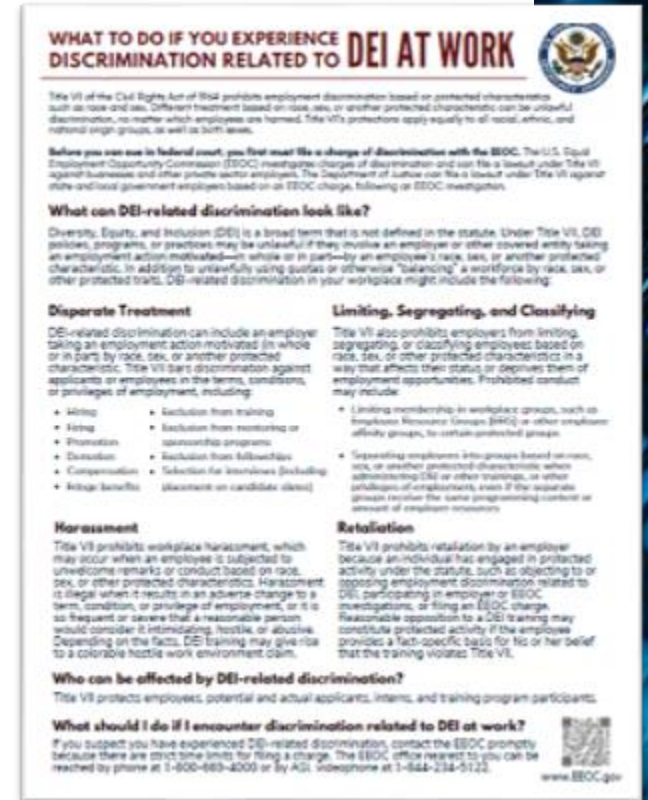 WHAT TO DO IF YOU EXPERIENCE
DISCRIMINATION RELATED TO DEI AT WORK
Title VII of the Civil Rights Act of 1964 prohibits employment discrimination based on protected characteristics
such as race and sex. Different treatment based on race, sex, or another protected characteristic can be unlawful
discrimination, no matter which employees are harmed. Title VII's protections apply equally to all racial, ethnic, and
national origin groups, as well as both sexes.
Before you can sue in federal court, you first must file a charge of discrimination with the EEOC. The U.S. Equal
Employment Opportunity Commission (EEOC) investigates charges of discrimination and can file a lawsuit under Title VII
against businesses and other private sector employers. The Department of Justice can file a lawsuit under Title VII against
state and local government employers based on an EEOC charge, following an EEOC investigation.
What can DEI-related discrimination look like?
Diversity, Equity, and Inclusion (DEI) is a broad term that is not defined in the statute. Under Title VII, DEI
policies, programs, or practices may be unlawful if they involve an employer or other covered entity taking
an employment action motivated—in whole or in part—by an employee's race, sex, or another protected
characteristic. In addition to unlawfully using quotas or otherwise "balancing" a workforce by race, sex, or
other protected traits, DEI-related discrimination in your workplace might include the following:
Disparate Treatment
DEI-related discrimination can include an employer
taking an employment action motivated (in whole
or in part) by race, sex, or another protected
characteristic. Title VII bars discrimination against
applicants or employees in the terms, conditions,
or privileges of employment, including:
• Hiring
• Firing
• Promotion
• Demotion
• Compensation
• Fringe benefits
• Exclusion from training
• Exclusion from mentoring or
sponsorship programs
• Exclusion from fellowships
• Selection for interviews (including
placement on candidate slates)
Limiting, Segregating, and Classifying
Title VII also prohibits employers from limiting,
segregating, or classifying employees based on
race, sex, or other protected characteristics in a
way that affects their status or deprives them of
employment opportunities. Prohibited conduct
may include:
• Limiting membership in workplace groups, such as
Employee Resource Groups (ERG) or other employee
affinity groups, to certain protected groups
• Separating employees into groups based on race,
sex, or another protected characteristic when
administering DEI or other trainings, or other
privileges of employment, even if the separate
groups receive the same programming content or
amount of employer resources
Harassment
Title VII prohibits workplace harassment, which
may occur when an employee is subjected to
unwelcome remarks or conduct based on race,
sex, or other protected characteristics. Harassment
is illegal when it results in an adverse change to a
term, condition, or privilege of employment, or it is
so frequent or severe that a reasonable person
would consider it intimidating, hostile, or abusive.
Depending on the facts, DEI training may give rise
to a colorable hostile work environment claim.
Retaliation
Title VII prohibits retaliation by an employer
because an individual has engaged in protected
activity under the statute, such as objecting to or
opposing employment discrimination related to
DEI, participating in employer or EEOC
investigations, or filing an EEOC charge.
Reasonable opposition to a DEI training may
constitute protected activity if the employee
provides a fact-specific basis for his or her belief
that the training violates Title VII.
Who can be affected by DEI-related discrimination?
Title VII protects employees, potential and actual applicants, interns, and training program participants.
What should I do if I encounter discrimination related to DEI at work?
If you suspect you have experienced DEI-related discrimination, contact the EEOC promptly
because there are strict time limits for filing a charge. The EEOC office nearest to you can be
reached by phone at 1-800-669-4000 or by ASL videophone at 1-844-234-5122.
www.EEOC.gov